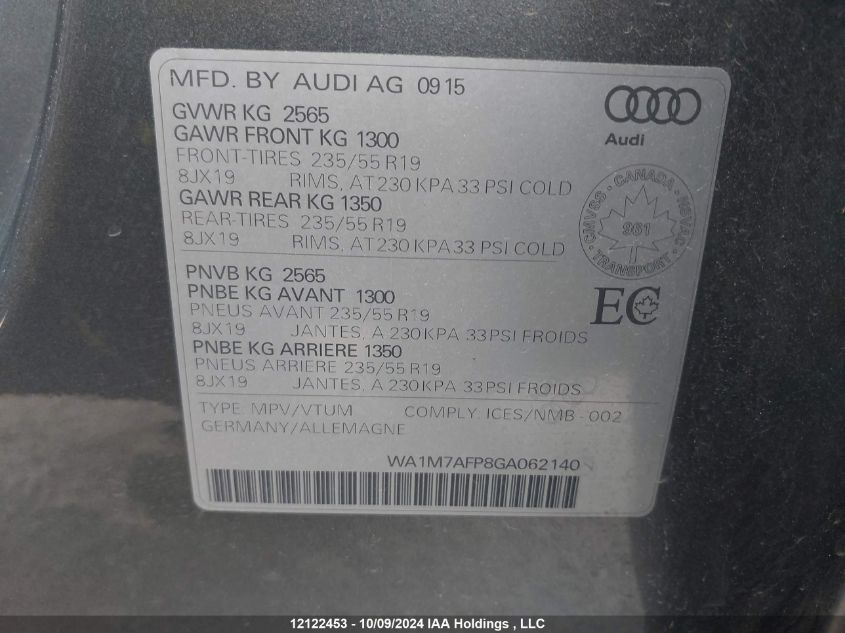 MFD. BY AUDI AG 0915
Audi
GVWR KG 2565
GAWR FRONT KG 1300
FRONT-TIRES 235/55 R19
8JX19 RIMS, AT 230 KPA 33 PSI COLD
GAWR REAR KG 1350
REAR-TIRES 235/55 R19
8JX19 RIMS, AT 230 KPA 33 PSI COLD
CMVSS • CANADA • NSVAC • TRANSPORT •
961
PNVB KG 2565
PNBE KG AVANT 1300
PNEUS AVANT 235/55 R19
8JX19 JANTES, A 230 KPA 33 PSI FROIDS
EC
PNBE KG ARRIERE 1350
PNEUS ARRIERE 235/55 R19
8JX19 JANTES, A 230 KPA 33 PSI FROIDS
TYPE: MPV/VTUM COMPLY: ICES/NMB - 002
GERMANY/ALLEMAGNE
WA1M7AFP8GA062140
12122453 - 10/09/2024 IAA Holdings , LLC